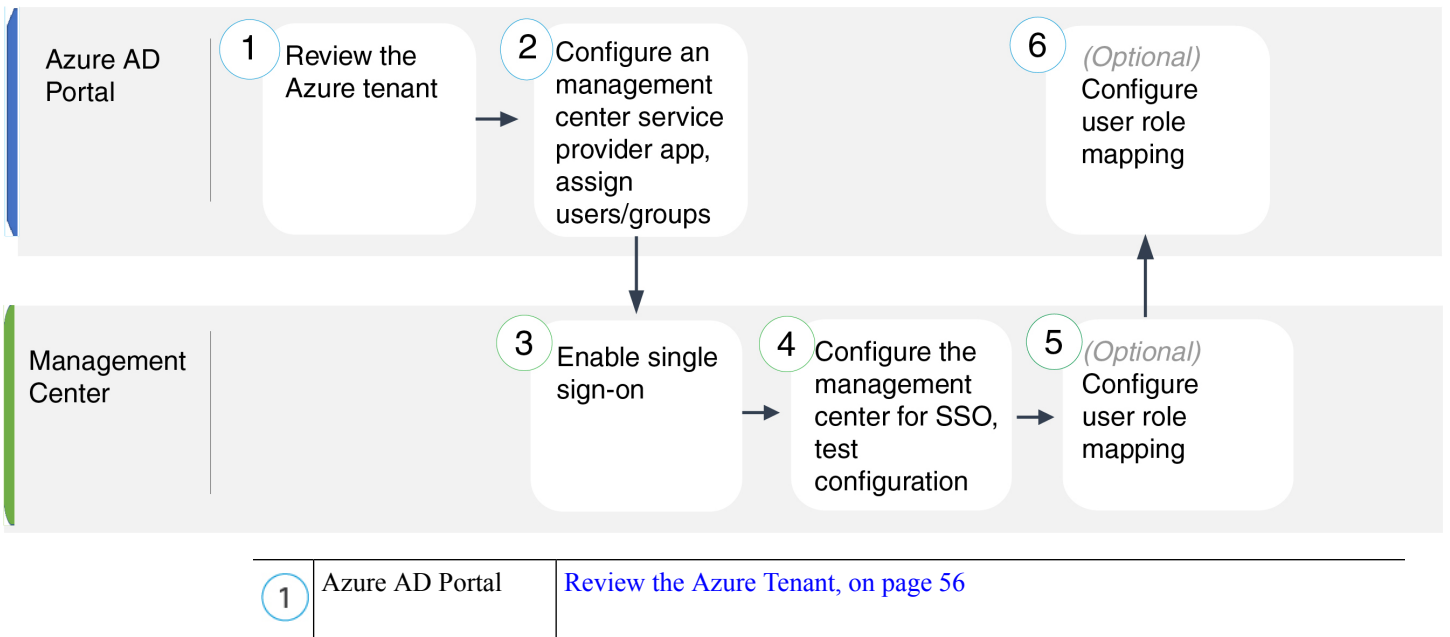 Azure AD
Portal
1
Review the
Azure tenant
2
Configure an
management
center service
provider app,
assign
users/groups
6
(Optional)
Configure
user role
mapping
Management
Center
3
Enable single
sign-on
4
Configure the
management
center for SSO,
test
configuration
5
(Optional)
Configure
user role
mapping
1 Azure AD Portal Review the Azure Tenant, on page 56